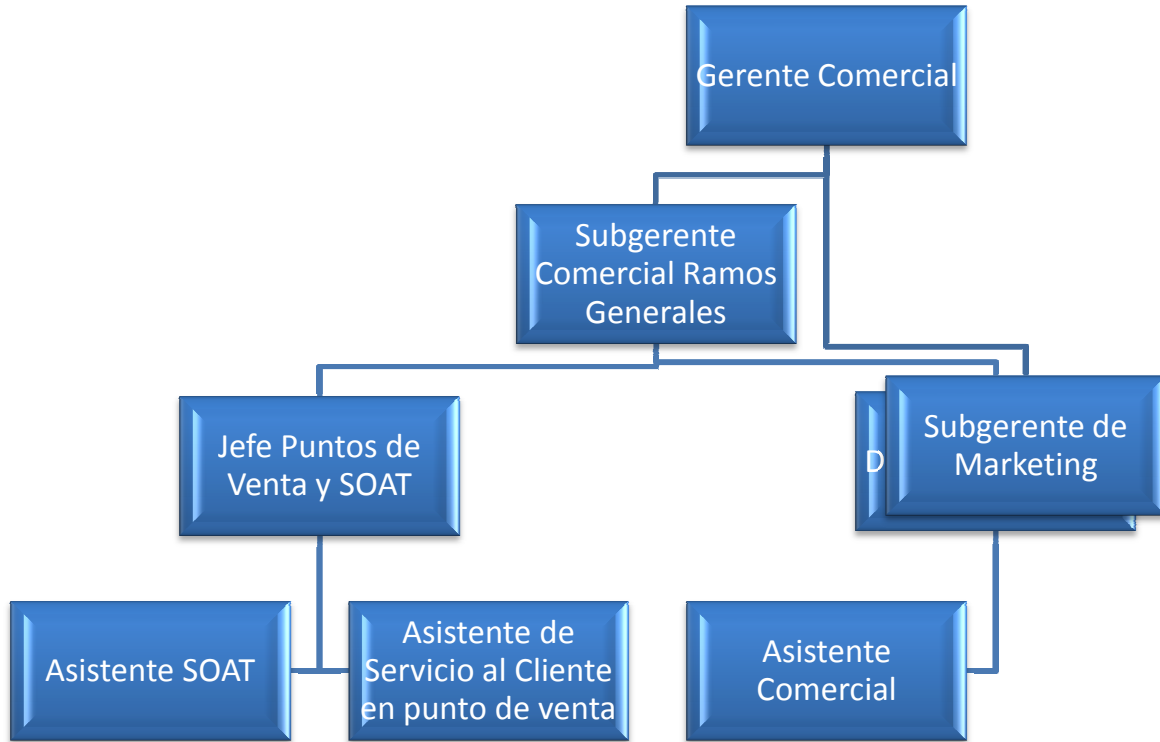 Gerente Comercial
Subgerente
Comercial Ramos
Generales
Jefe Puntos de
Venta y SOAT
Subgerente de
Marketing
Asistente SOAT
Asistente de
Servicio al Cliente
en punto de venta
Asistente
Comercial